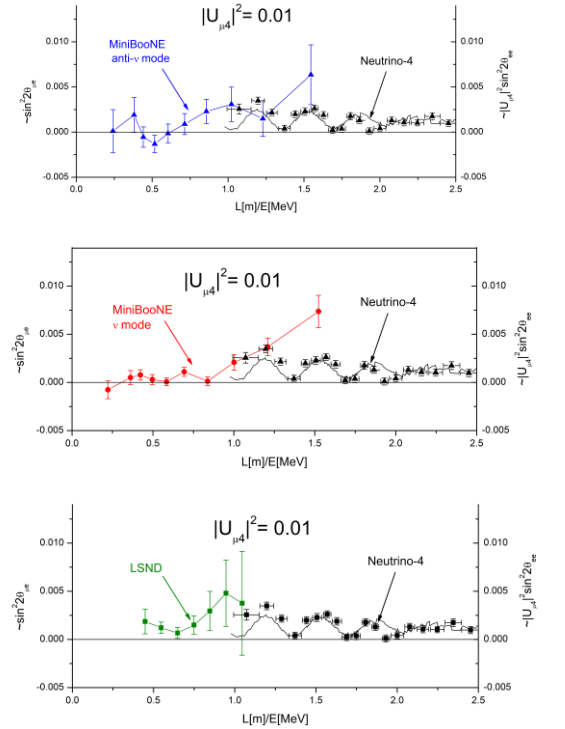 |Uμ4|²= 0.01
MiniBooNE
anti-ν mode
Neutrino-4
0.010
0.005
0.000
-0.005
0.010
0.005
0.000
-0.005
~sin²2θμe
~|Uμ4|²sin²2θee
0.0
0.5
1.0
1.5
2.0
2.5
L[m]/E[MeV]
|Uμ4|²= 0.01
MiniBooNE
ν mode
Neutrino-4
0.010
0.005
0.000
-0.005
0.010
0.005
0.000
-0.005
~sin²2θμe
~|Uμ4|²sin²2θee
0.0
0.5
1.0
1.5
2.0
2.5
L[m]/E[MeV]
|Uμ4|²= 0.01
LSND
Neutrino-4
0.010
0.005
0.000
-0.005
0.010
0.005
0.000
-0.005
~sin²2θμe
~|Uμ4|²sin²2θee
0.0
0.5
1.0
1.5
2.0
2.5
L[m]/E[MeV]